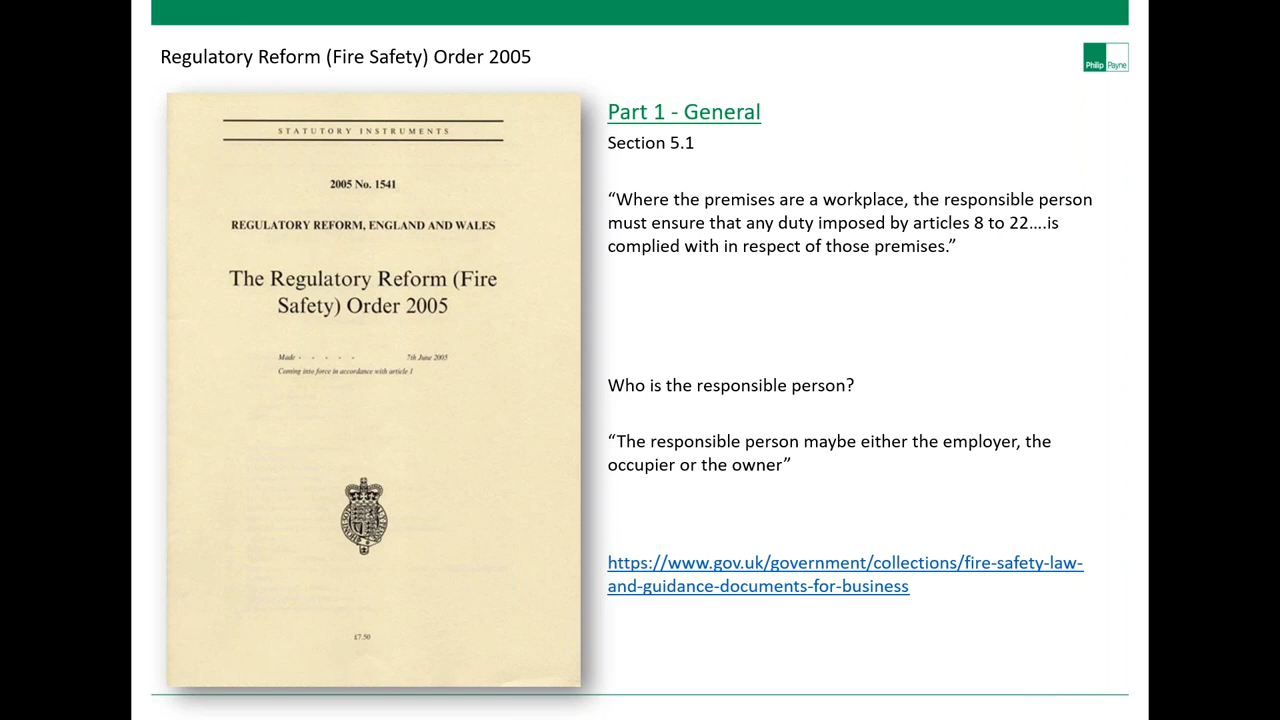 Regulatory Reform (Fire Safety) Order 2005
Philip Payne
STATUTORY INSTRUMENTS
2005 No. 1541
REGULATORY REFORM, ENGLAND AND WALES
The Regulatory Reform (Fire
Safety) Order 2005
Made - - - - - 7th June 2005
Coming into force in accordance with article 1
£7.50
Part 1 - General
Section 5.1
“Where the premises are a workplace, the responsible person
must ensure that any duty imposed by articles 8 to 22....is
complied with in respect of those premises.”
Who is the responsible person?
“The responsible person maybe either the employer, the
occupier or the owner”
https://www.gov.uk/government/collections/fire-safety-law-
and-guidance-documents-for-business